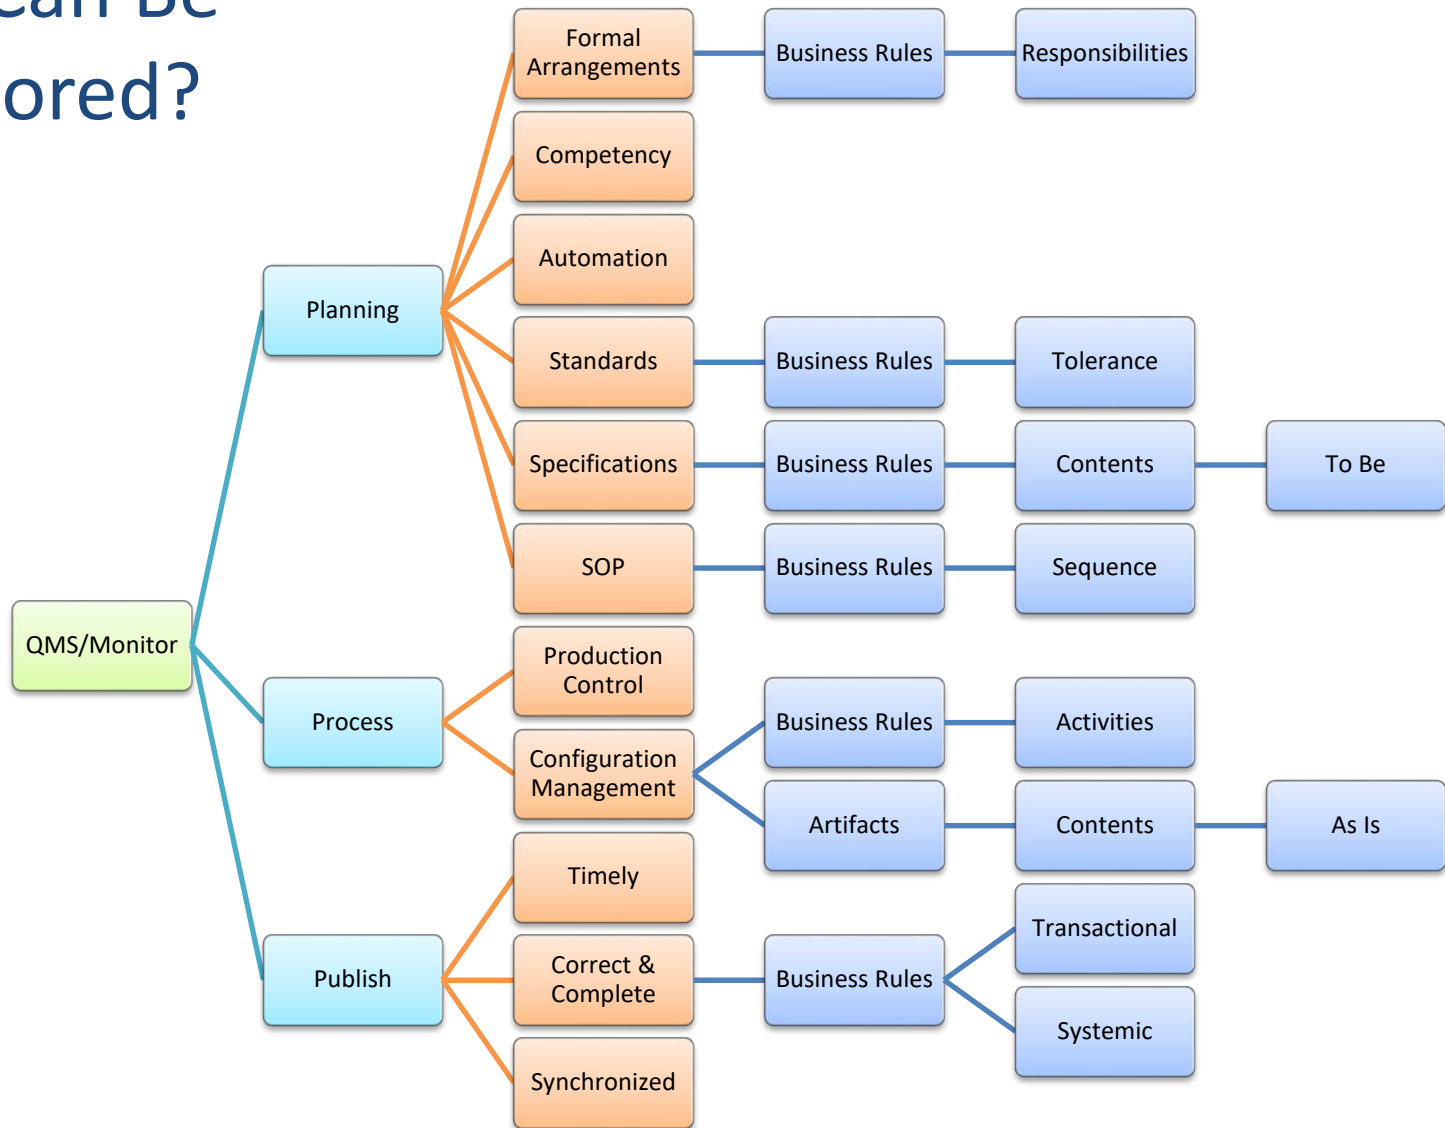 Can Be
ored?
Formal
Arrangements
Business Rules
Responsibilities
Competency
Automation
Planning
Standards
Business Rules
Tolerance
Specifications
Business Rules
Contents
To Be
SOP
Business Rules
Sequence
QMS/Monitor
Production
Control
Process
Configuration
Management
Business Rules
Activities
Artifacts
Contents
As Is
Timely
Publish
Correct &
Complete
Business Rules
Transactional
Systemic
Synchronized